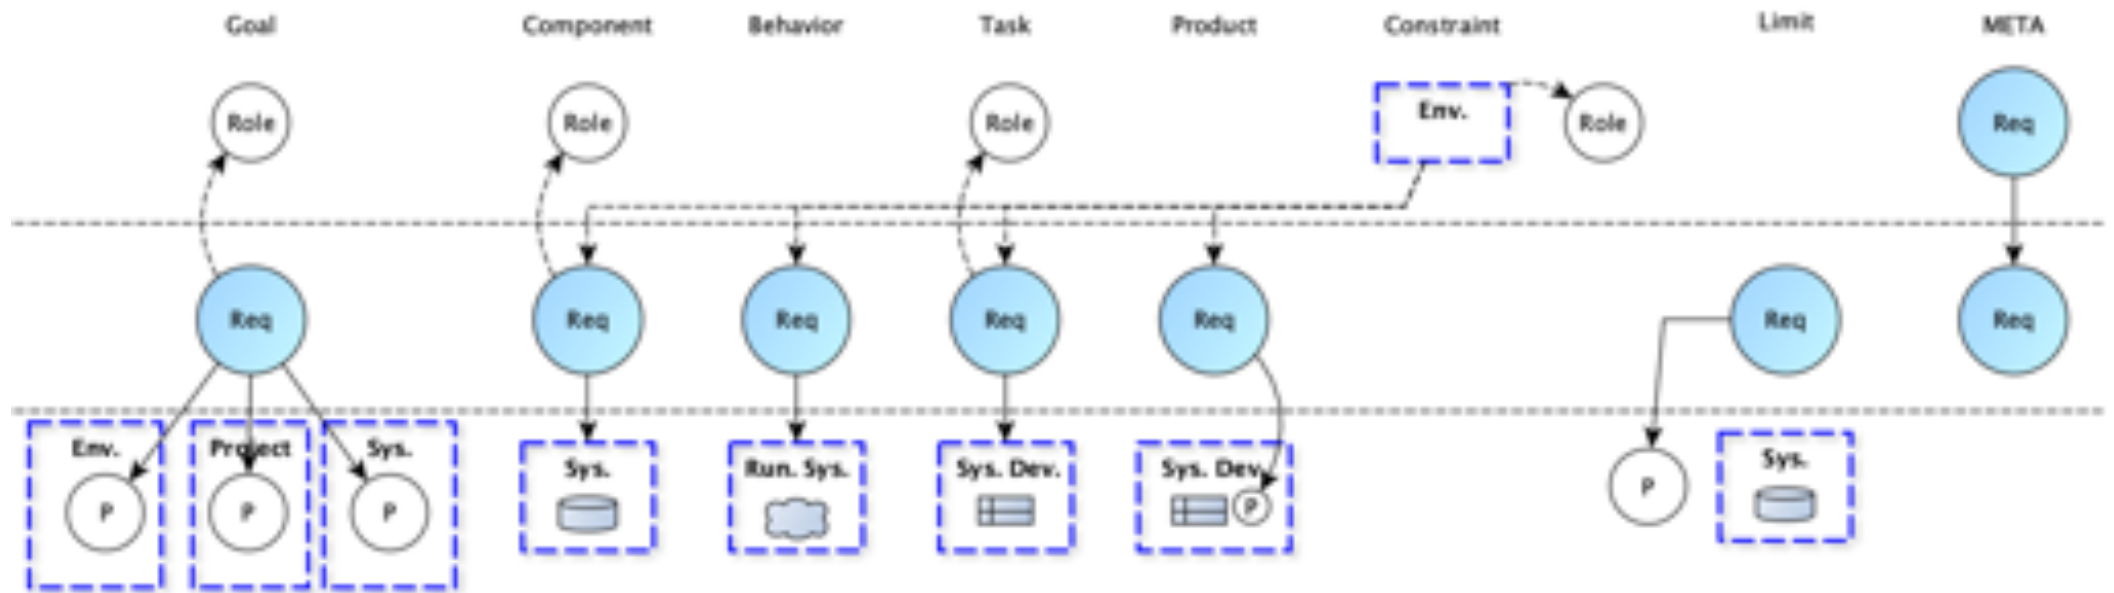 Goal Component Behavior Task Product Constraint Limit META
Role Role Role Env. Role Req
Req Req Req Req Req Req Req
Env. Project Sys. Sys. Run. Sys. Sys. Dev. Sys. Dev. Sys.
P P P P P